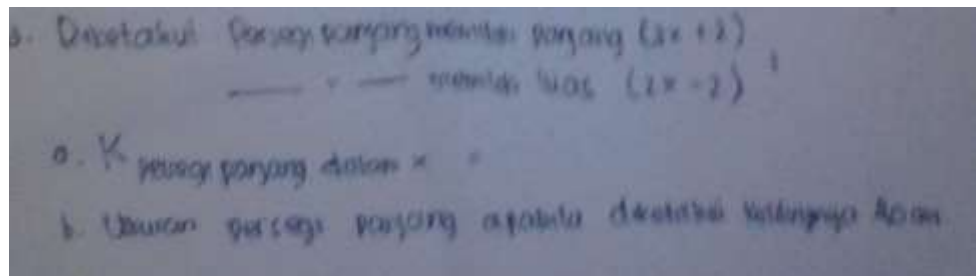 3. Diketahui Persegi panjang memiliki panjang (2x + 2)
—— " —— memiliki luas (2x - 2)
a. K persegi panjang dalam x
b. Ukuran persegi panjang apabila diketahui kelilingnya